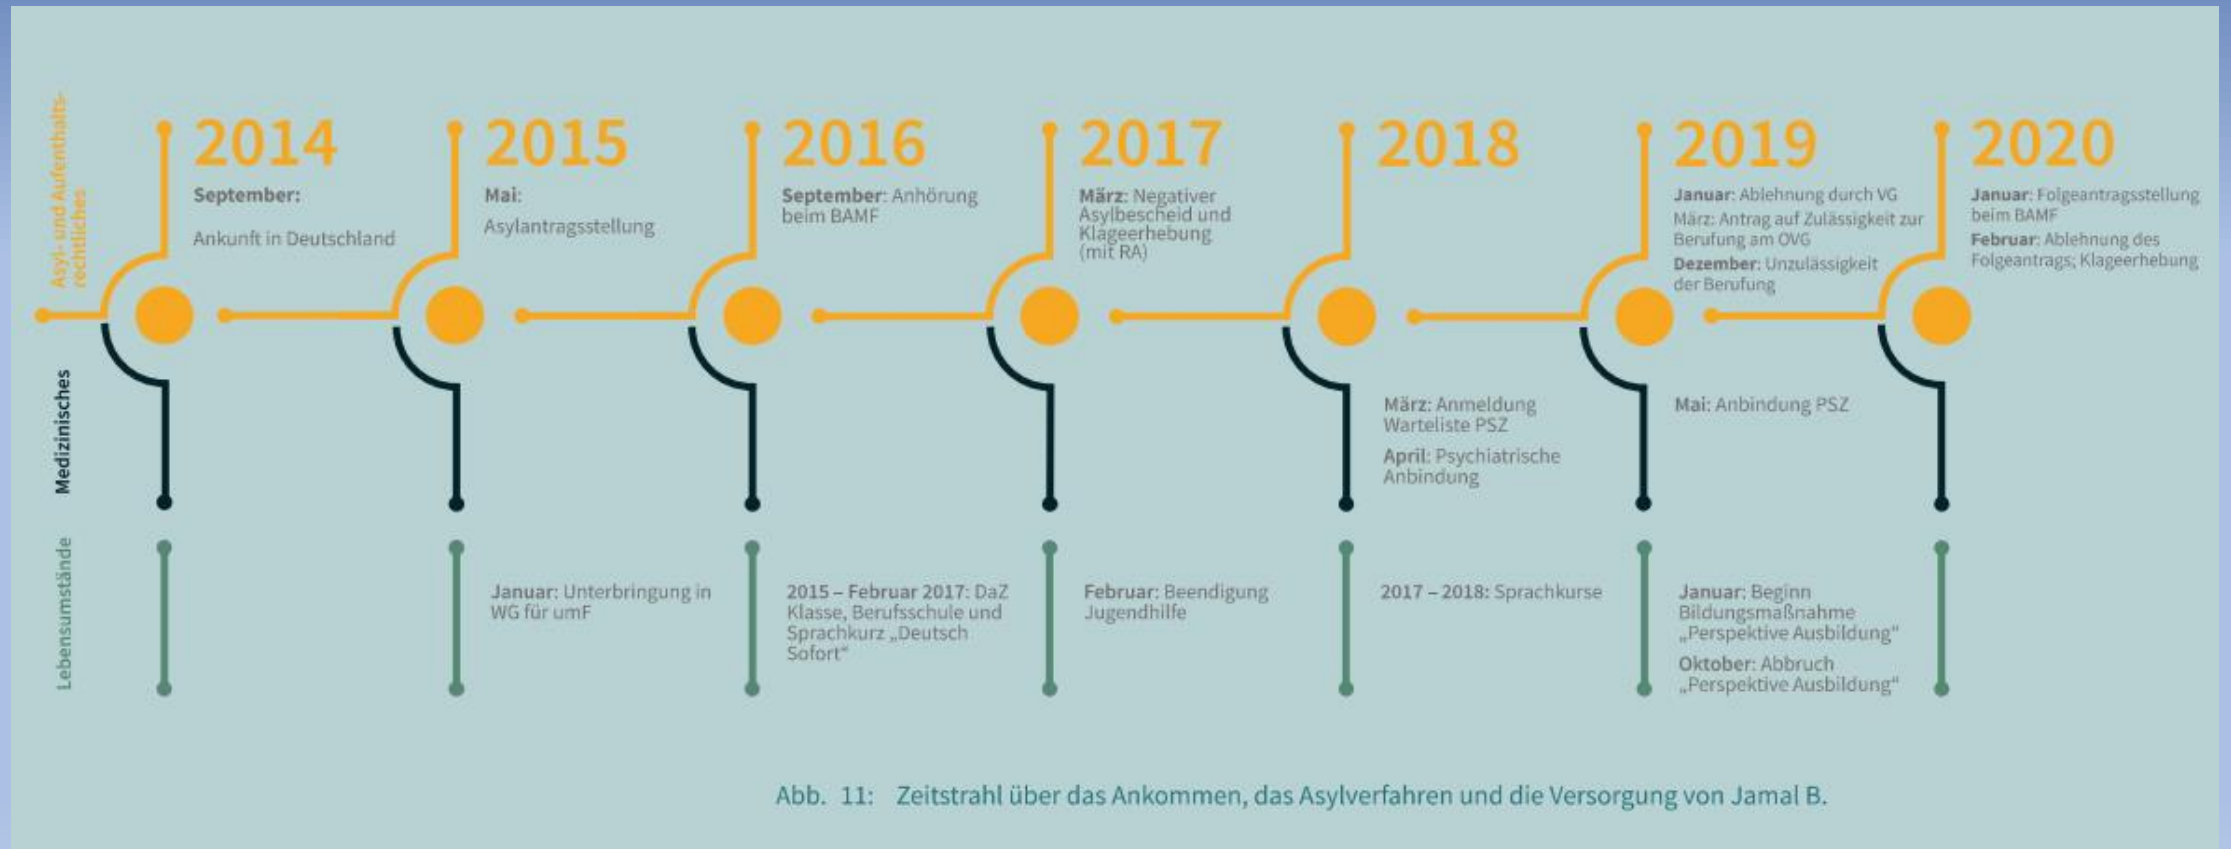 Asyl- und Aufenthalts-
rechtliches
2014
September:
Ankunft in Deutschland
2015
Mai:
Asylantragsstellung
2016
September: Anhörung
beim BAMF
2017
März: Negativer
Asylbescheid und
Klageerhebung
(mit RA)
2018
2019
Januar: Ablehnung durch VG
März: Antrag auf Zulässigkeit zur
Berufung am OVG
Dezember: Unzulässigkeit
der Berufung
2020
Januar: Folgeantragsstellung
beim BAMF
Februar: Ablehnung des
Folgeantrags; Klageerhebung
Medizinisches
März: Anmeldung
Warteliste PSZ
April: Psychiatrische
Anbindung
Mai: Anbindung PSZ
Lebensumstände
Januar: Unterbringung in
WG für umF
2015 – Februar 2017: DaZ
Klasse, Berufsschule und
Sprachkurz „Deutsch
Sofort“
Februar: Beendigung
Jugendhilfe
2017 – 2018: Sprachkurse
Januar: Beginn
Bildungsmaßnahme
„Perspektive Ausbildung“
Oktober: Abbruch
„Perspektive Ausbildung“
Abb. 11: Zeitstrahl über das Ankommen, das Asylverfahren und die Versorgung von Jamal B.